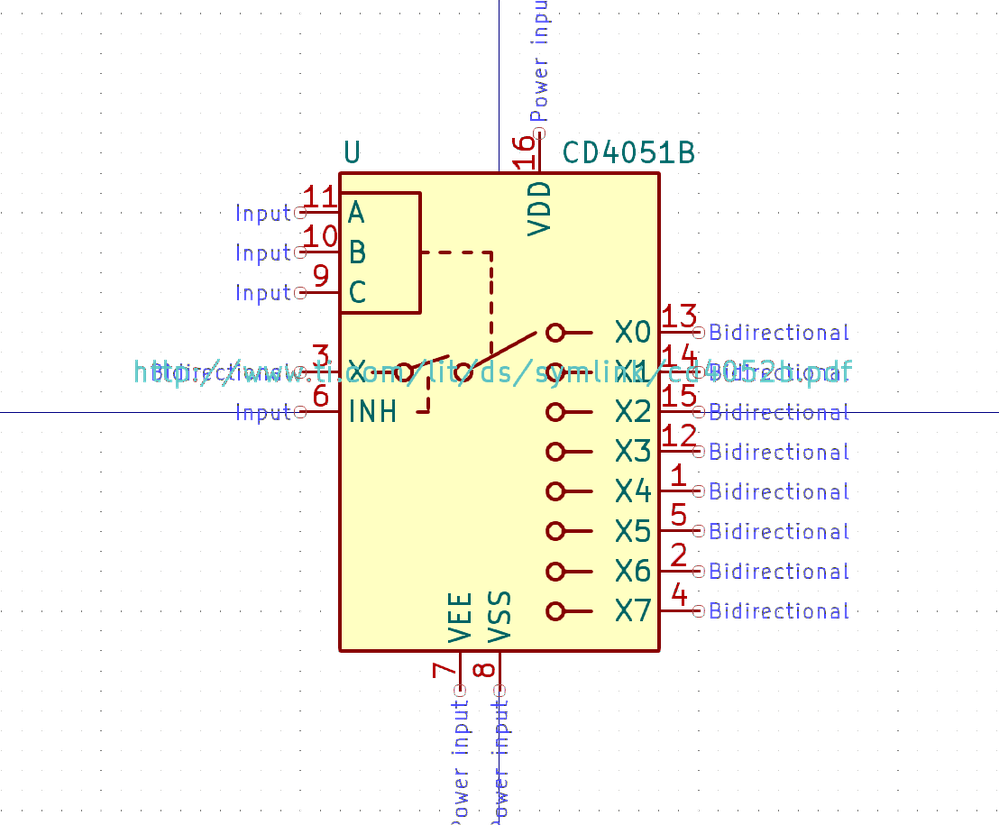 Power inpu
16
U
CD4051B
VDD
11
Input A
10
Input B
9
Input C
13
X0 Bidirectional
3
14
Bidirectional X
X1 Bidirectional
http://www.ti.com/lit/ds/symlink/cd4052b.pdf
6
15
Input INH
X2 Bidirectional
12
X3 Bidirectional
1
X4 Bidirectional
5
X5 Bidirectional
2
X6 Bidirectional
4
X7 Bidirectional
VEE
VSS
7
8
Power input
Power input